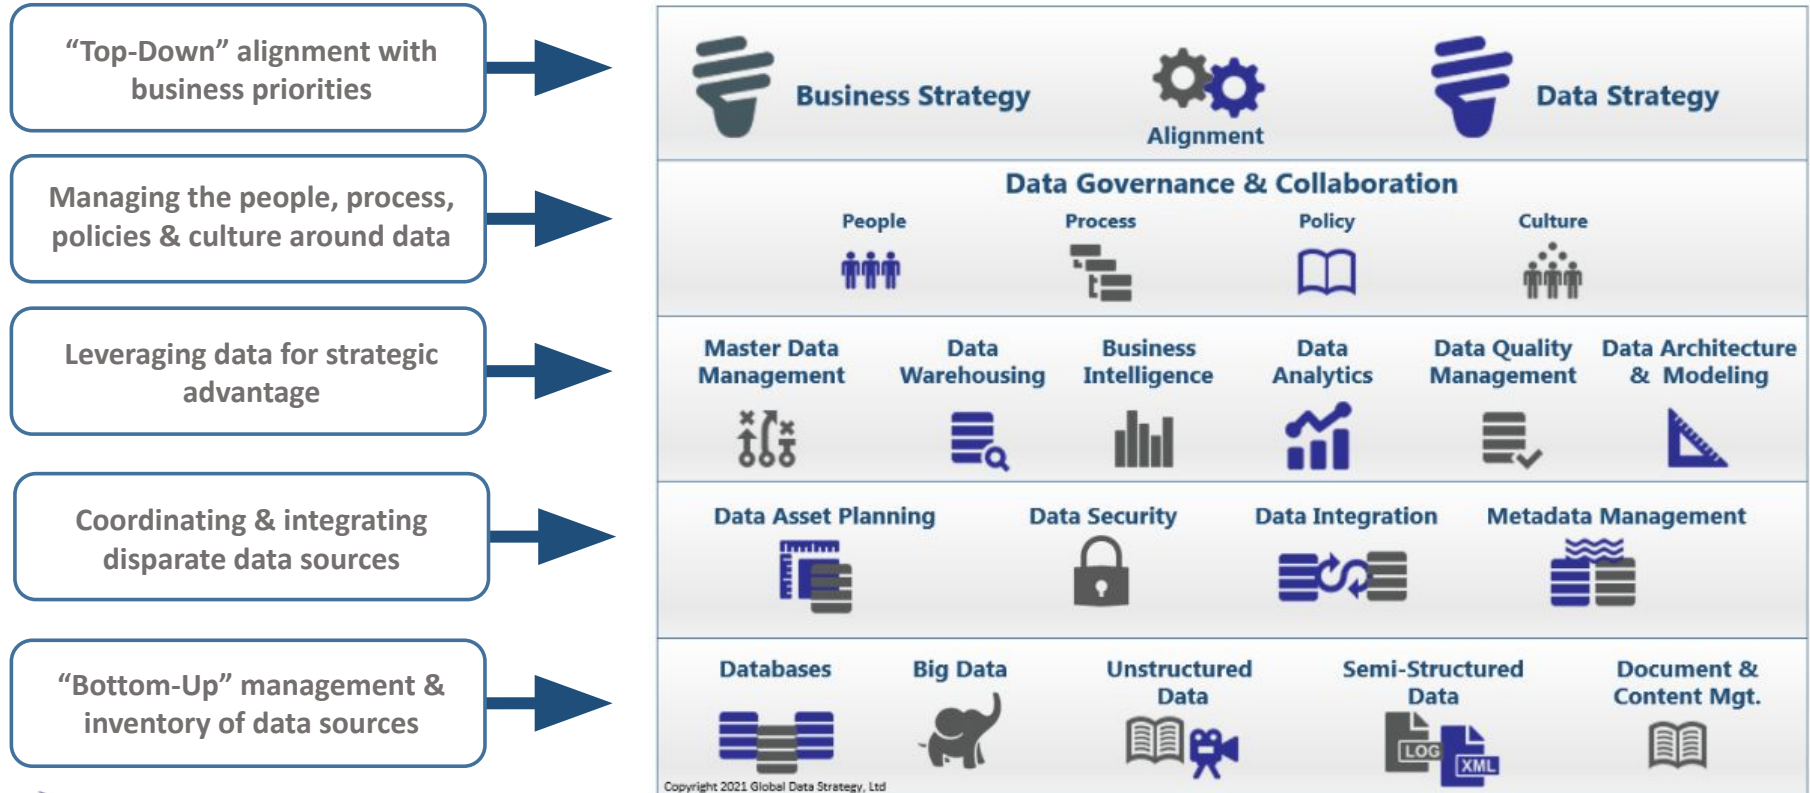 “Top-Down” alignment with
business priorities
Business Strategy
Alignment
Data Strategy
Managing the people, process,
policies & culture around data
Data Governance & Collaboration
People
Process
Policy
Culture
Leveraging data for strategic
advantage
Master Data
Management
Data
Warehousing
Business
Intelligence
Data
Analytics
Data Quality
Management
Data Architecture
& Modeling
Coordinating & integrating
disparate data sources
Data Asset Planning
Data Security
Data Integration
Metadata Management
“Bottom-Up” management &
inventory of data sources
Databases
Big Data
Unstructured
Data
Semi-Structured
Data
LOG
XML
Document &
Content Mgt.
Copyright 2021 Global Data Strategy, Ltd